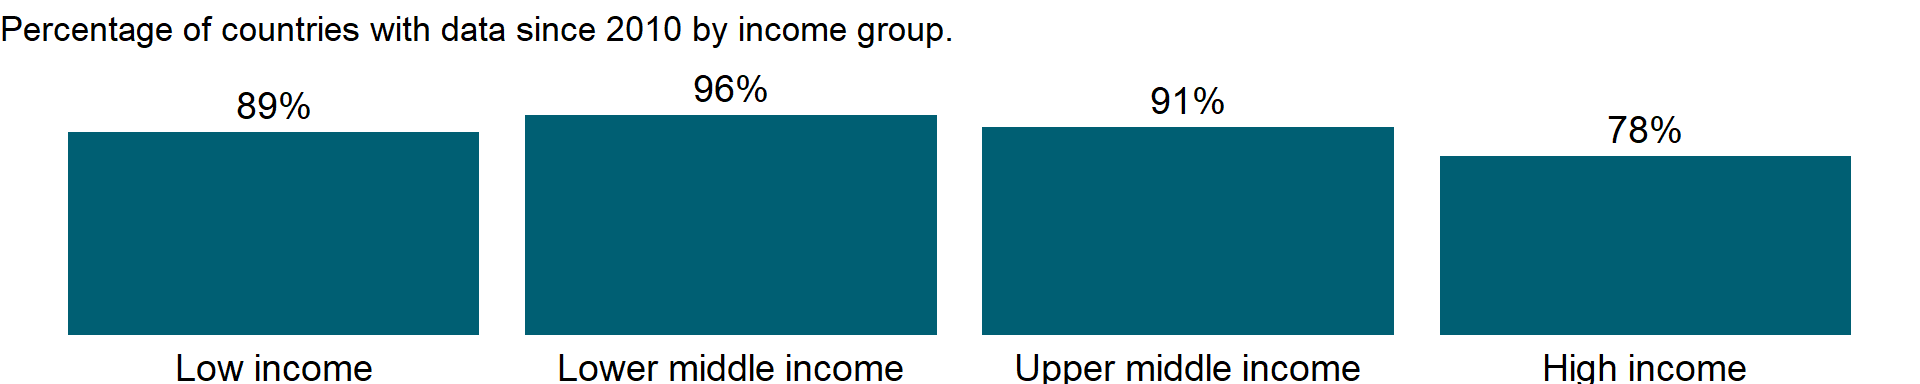 Percentage of countries with data since 2010 by income group.
89%
96%
91%
78%
Low income
Lower middle income
Upper middle income
High income